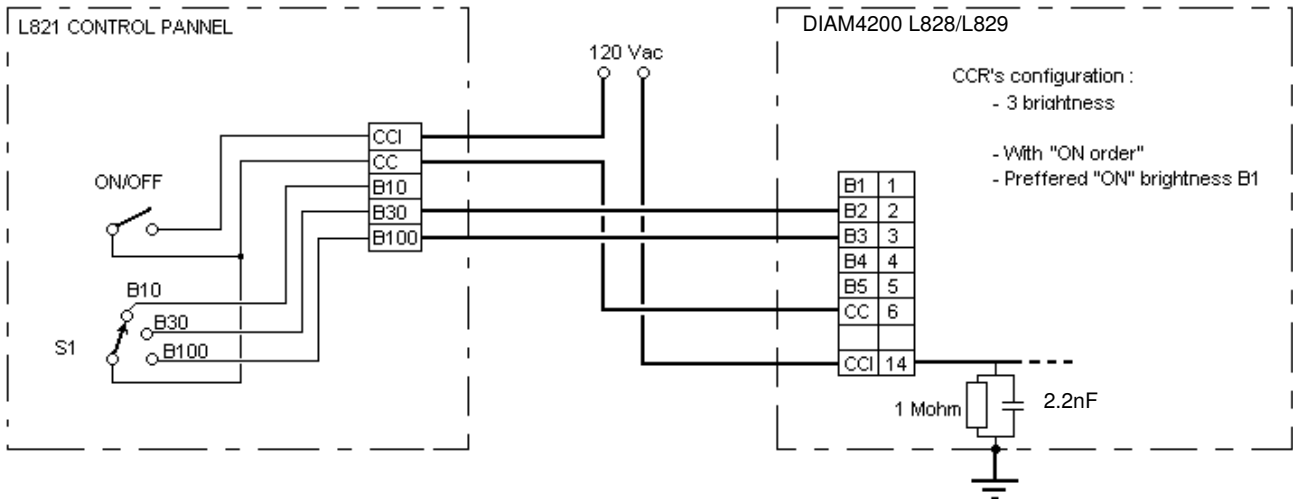 L821 CONTROL PANNEL
ON/OFF
B10
B30
B100
S1
CCI
CC
B10
B30
B100
120 Vac
DIAM4200 L828/L829
CCR's configuration :
- 3 briahtness
- With "ON order"
- Preffered "ON" brightness B1
B1 1
B2 2
B3 3
B4 4
B5 5
CC 6
CCI 14
1 Mohm
2.2nF